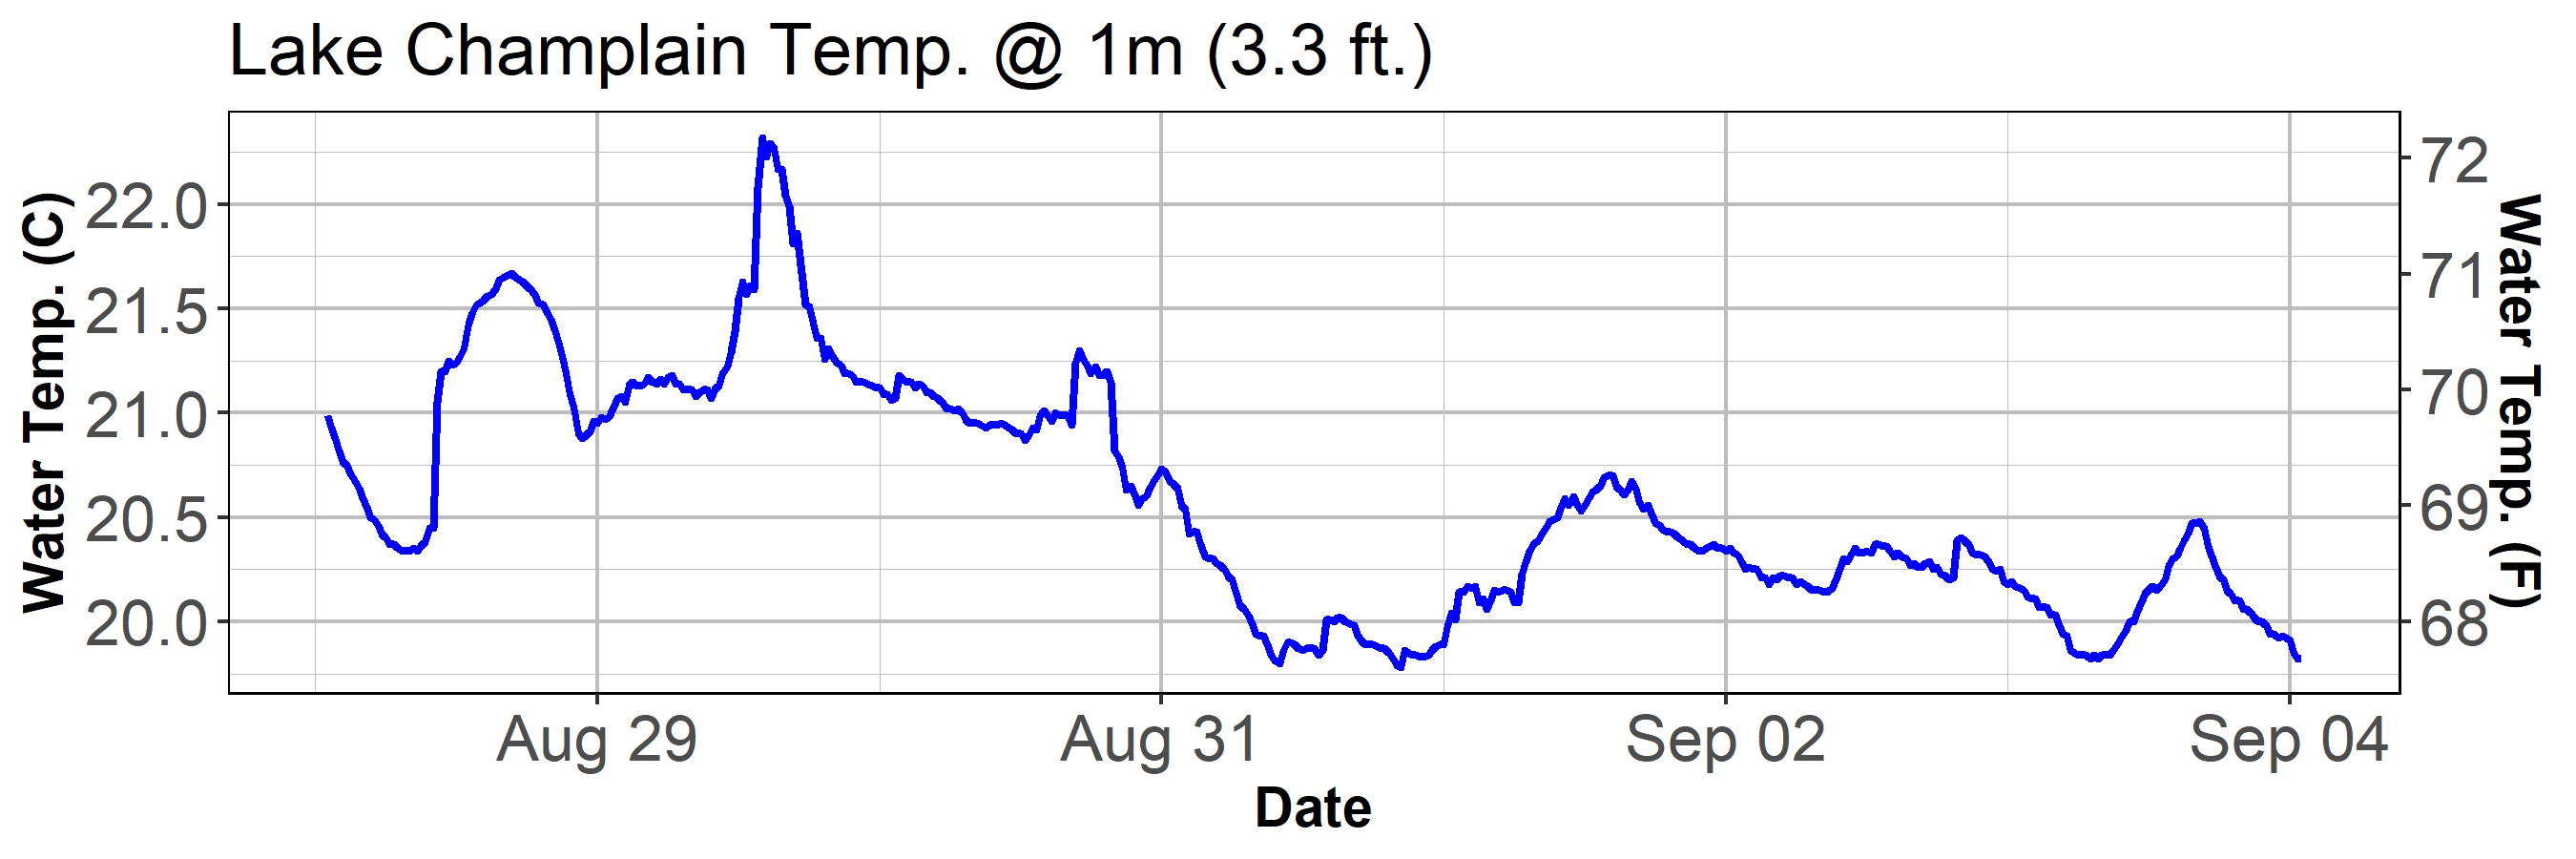 Lake Champlain Temp. @ 1m (3.3 ft.)
Water Temp. (C)
22.0
21.5
21.0
20.5
20.0
72
71
70
69
68
Water Temp. (F)
Aug 29
Aug 31
Sep 02
Sep 04
Date